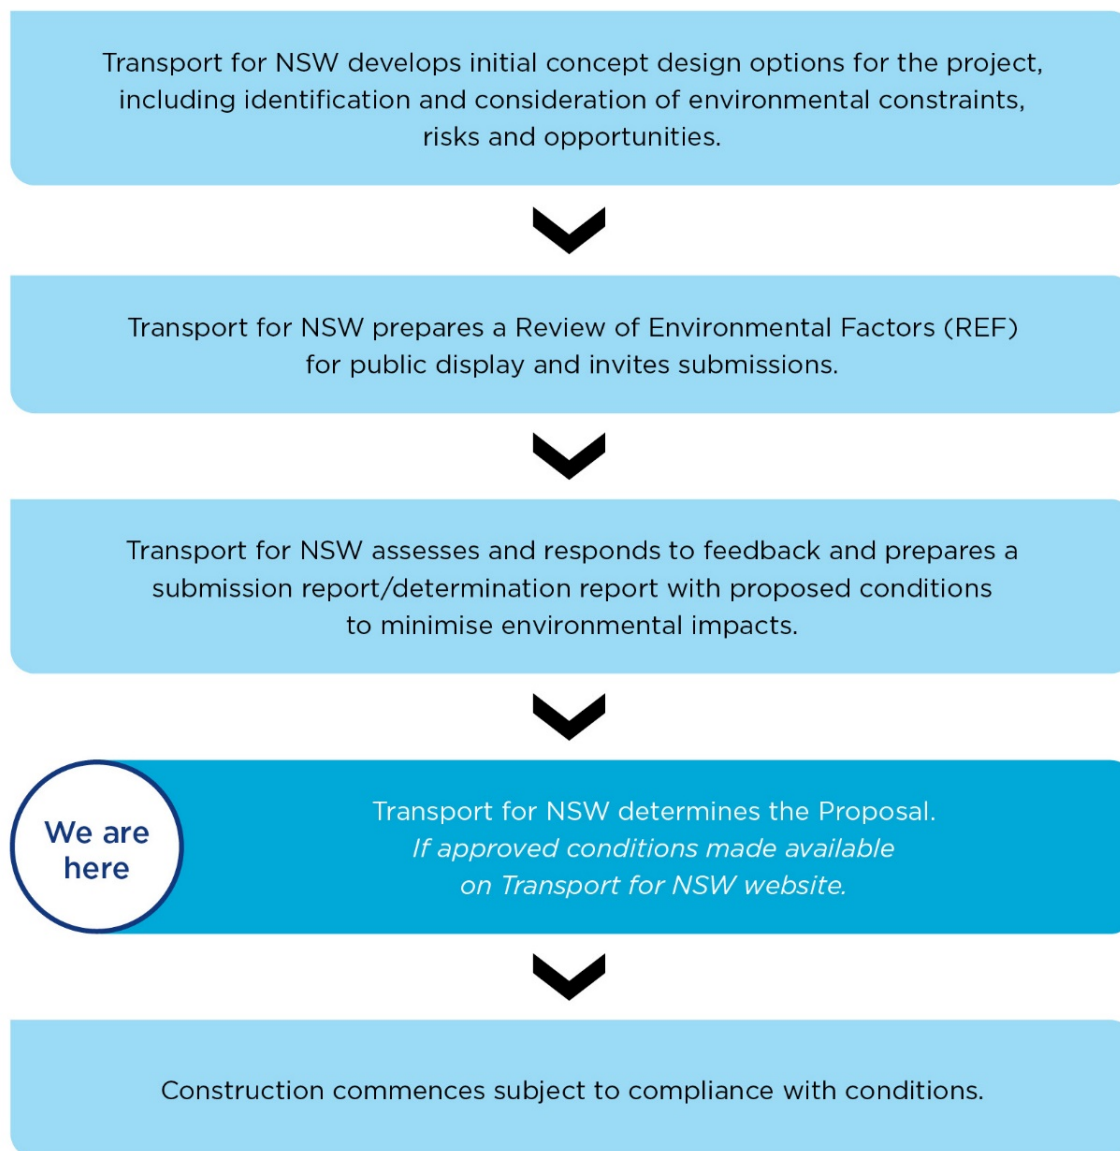 Transport for NSW develops initial concept design options for the project,
including identification and consideration of environmental constraints,
risks and opportunities.
Transport for NSW prepares a Review of Environmental Factors (REF)
for public display and invites submissions.
Transport for NSW assesses and responds to feedback and prepares a
submission report/determination report with proposed conditions
to minimise environmental impacts.
We are
here
Transport for NSW determines the Proposal.
If approved conditions made available
on Transport for NSW website.
Construction commences subject to compliance with conditions.